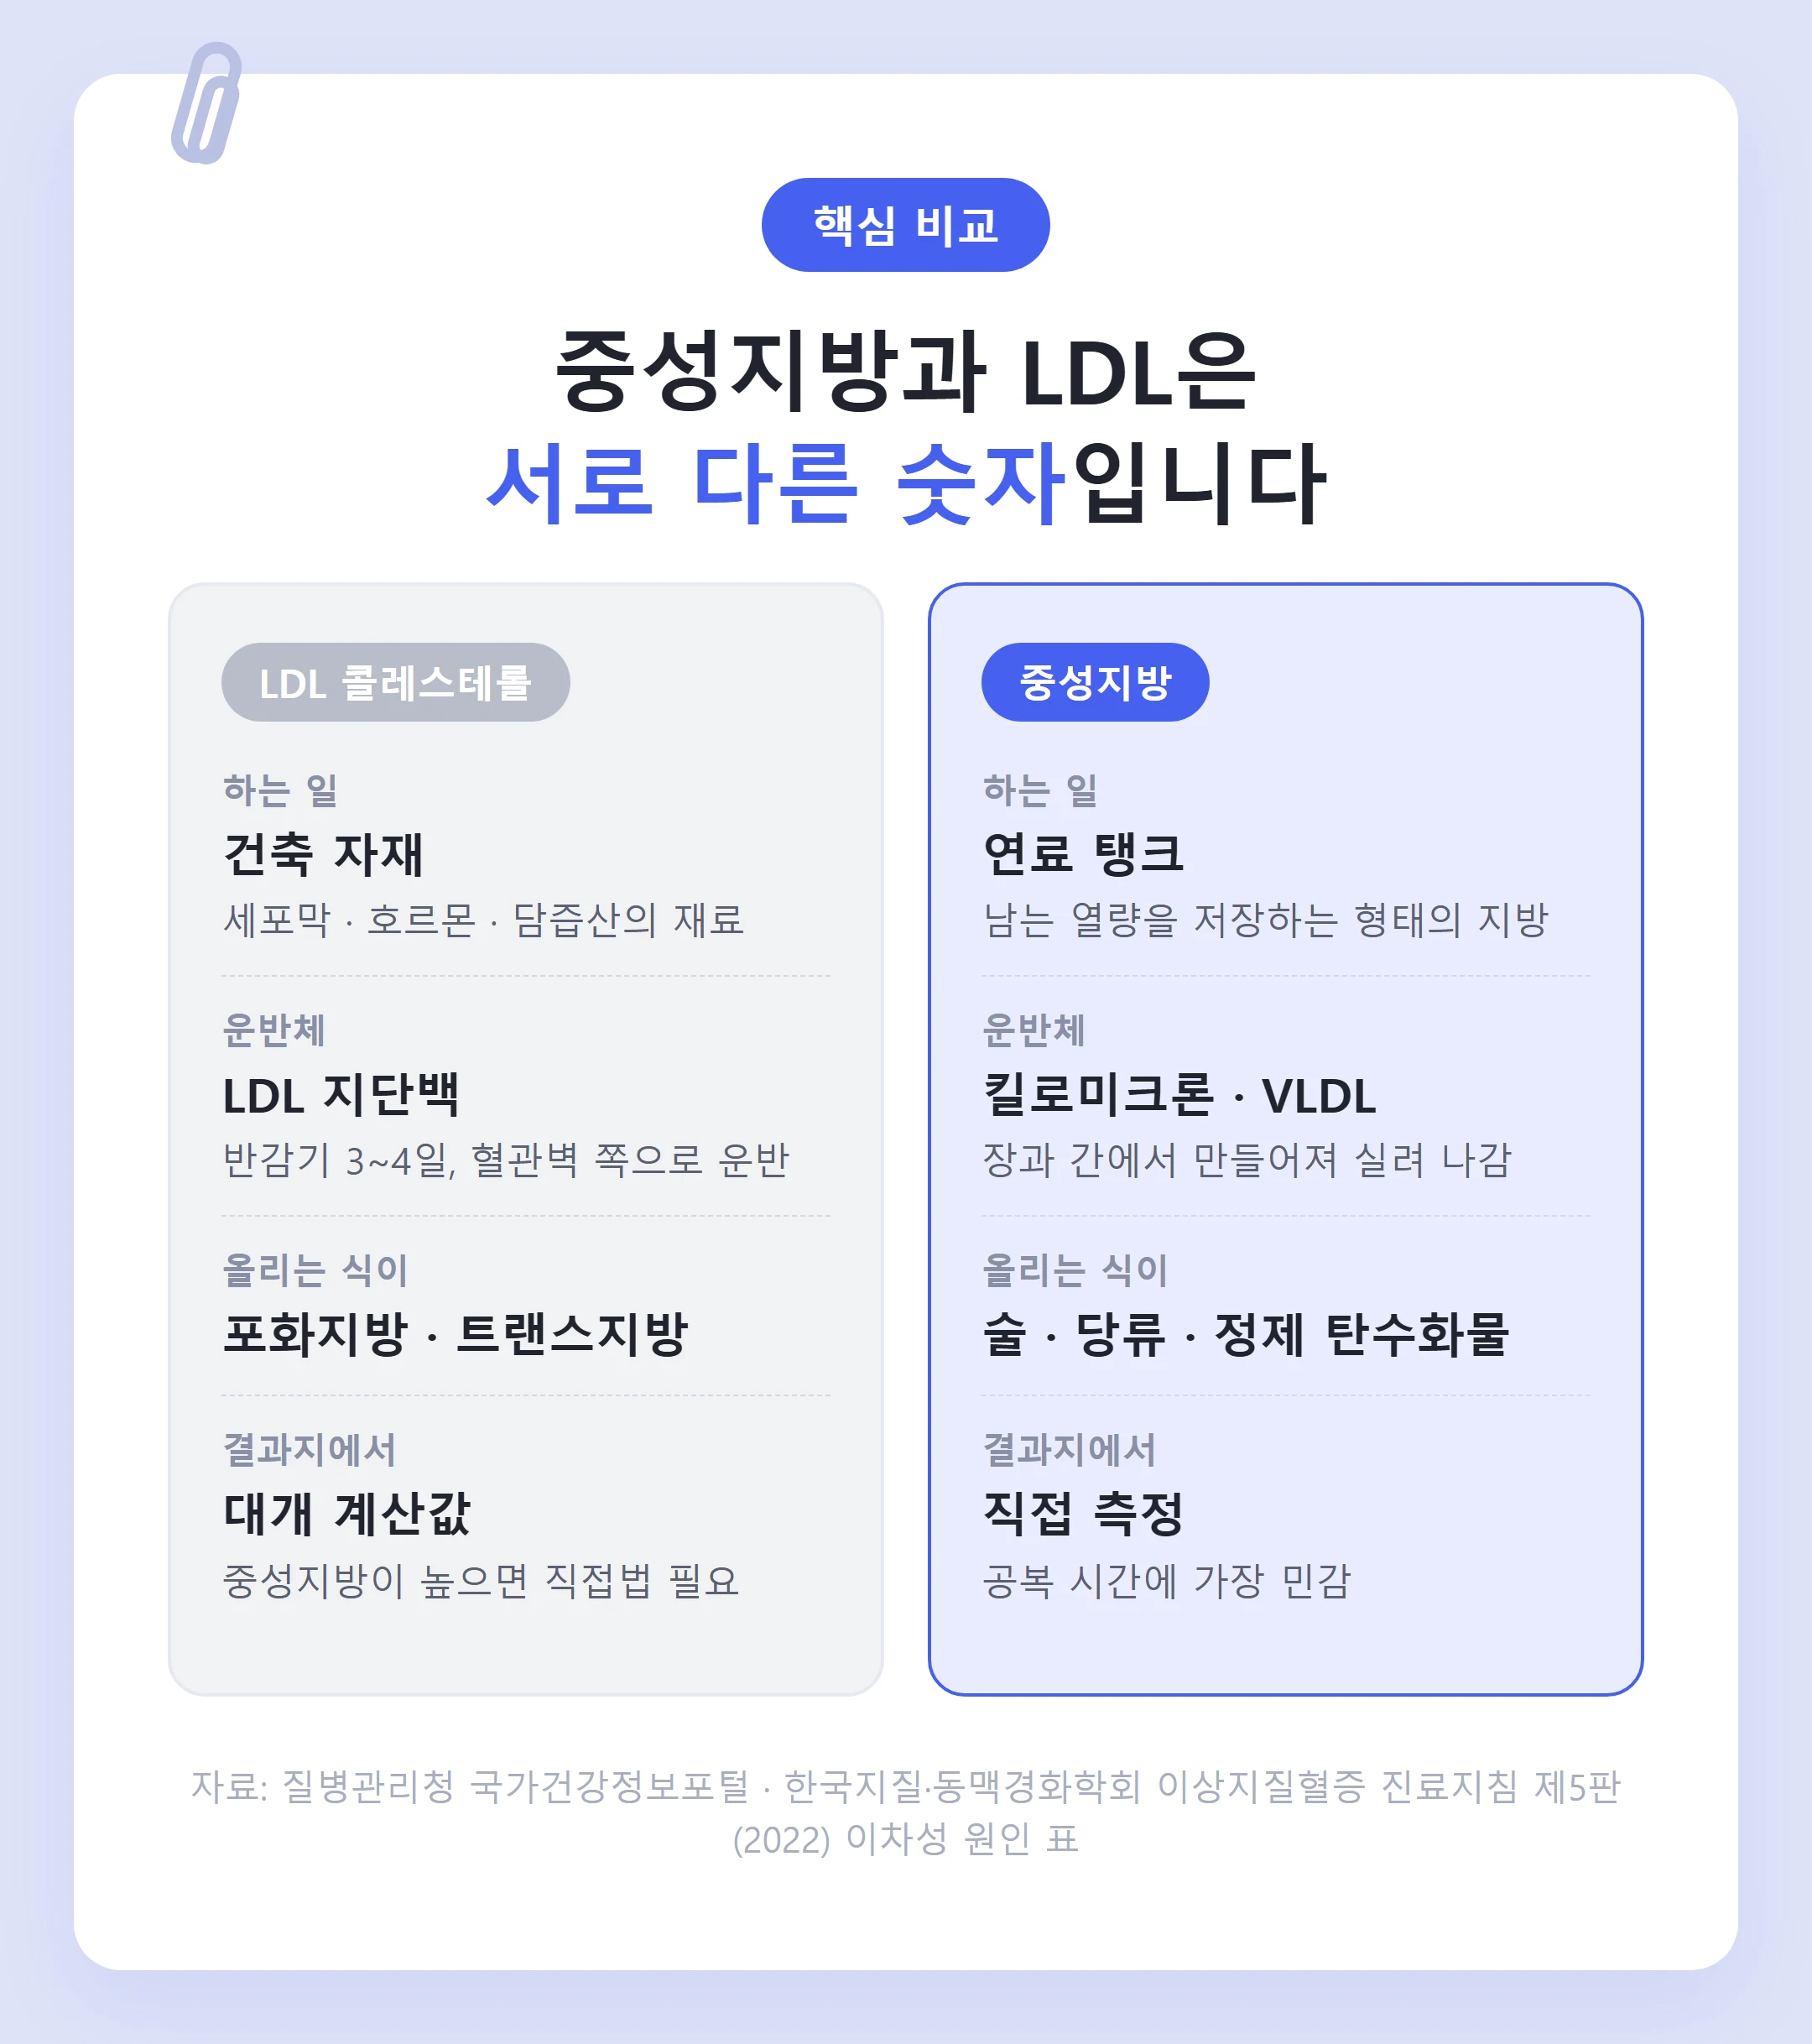 핵심 비교
중성지방과 LDL은
서로 다른 숫자입니다
LDL 콜레스테롤
하는 일
건축 자재
세포막 · 호르몬 · 담즙산의 재료
운반체
LDL 지단백
반감기 3~4일, 혈관벽 쪽으로 운반
올리는 식이
포화지방 · 트랜스지방
결과지에서
대개 계산값
중성지방이 높으면 직접법 필요
중성지방
하는 일
연료 탱크
남는 열량을 저장하는 형태의 지방
운반체
킬로미크론 · VLDL
장과 간에서 만들어져 실려 나감
올리는 식이
술 · 당류 · 정제 탄수화물
결과지에서
직접 측정
공복 시간에 가장 민감
자료: 질병관리청 국가건강정보포털 · 한국지질·동맥경화학회 이상지질혈증 진료지침 제5판
(2022) 이차성 원인 표